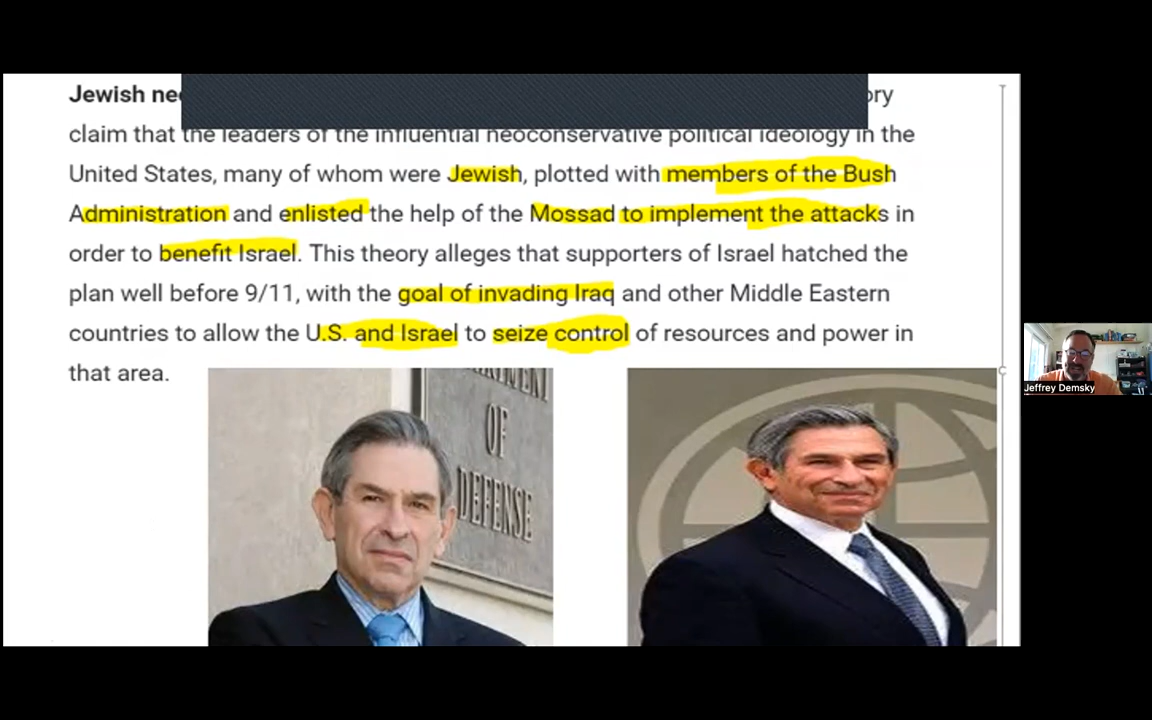 Jewish
claim that the leaders of the influential neoconservative political ideology in the
United States, many of whom were Jewish, plotted with members of the Bush
Administration and enlisted the help of the Mossad to implement the attacks in
order to benefit Israel. This theory alleges that supporters of Israel hatched the
plan well before 9/11, with the goal of invading Iraq and other Middle Eastern
countries to allow the U.S. and Israel to seize control of resources and power in
that area.
OF
DEFENSE
Jeffrey Demsky